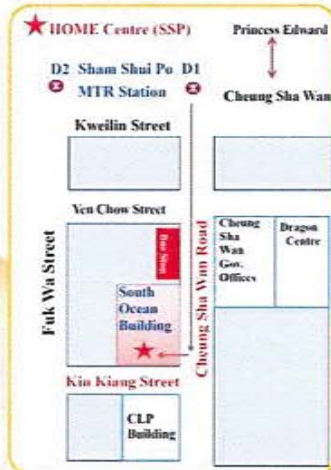 ★ HOME Centre (SSP)
Princess Edward
D2 Sham Shui Po D1
MTR Station
Cheung Sha Wan
Kweilin Street
Yen Chow Street
Fuk Wa Street
Bus Stop
Cheung Sha Wan Road
Cheung
Sha
Wan
Gov.
Offices
Dragon
Centre
South
Ocean
Building
Kiu Kiang Street
CLP
Building